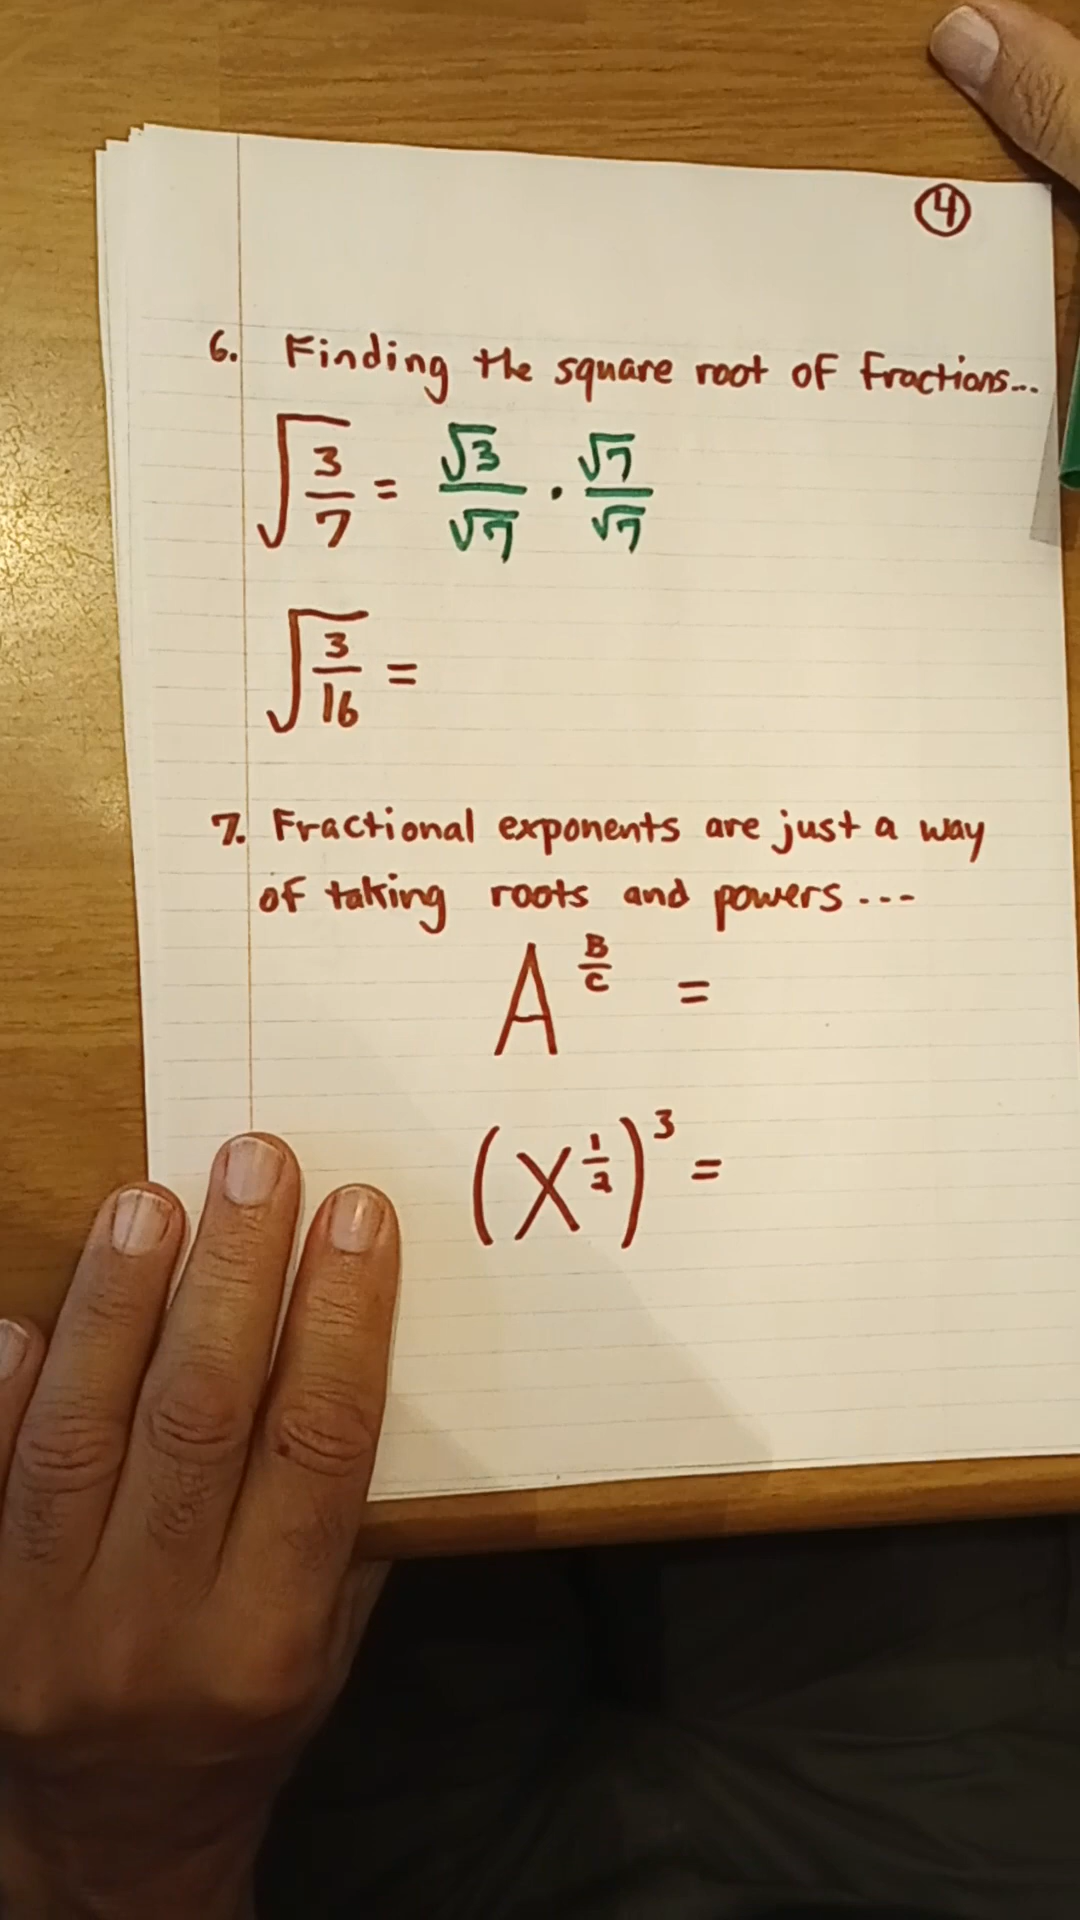 ④
6. Finding the square root of fractions...
√(3/7) = √3/√7 · √7/√7
√(3/16) =
7. Fractional exponents are just a way
of taking roots and powers....
A^(B/C) =
(X^(1/2))^3 =